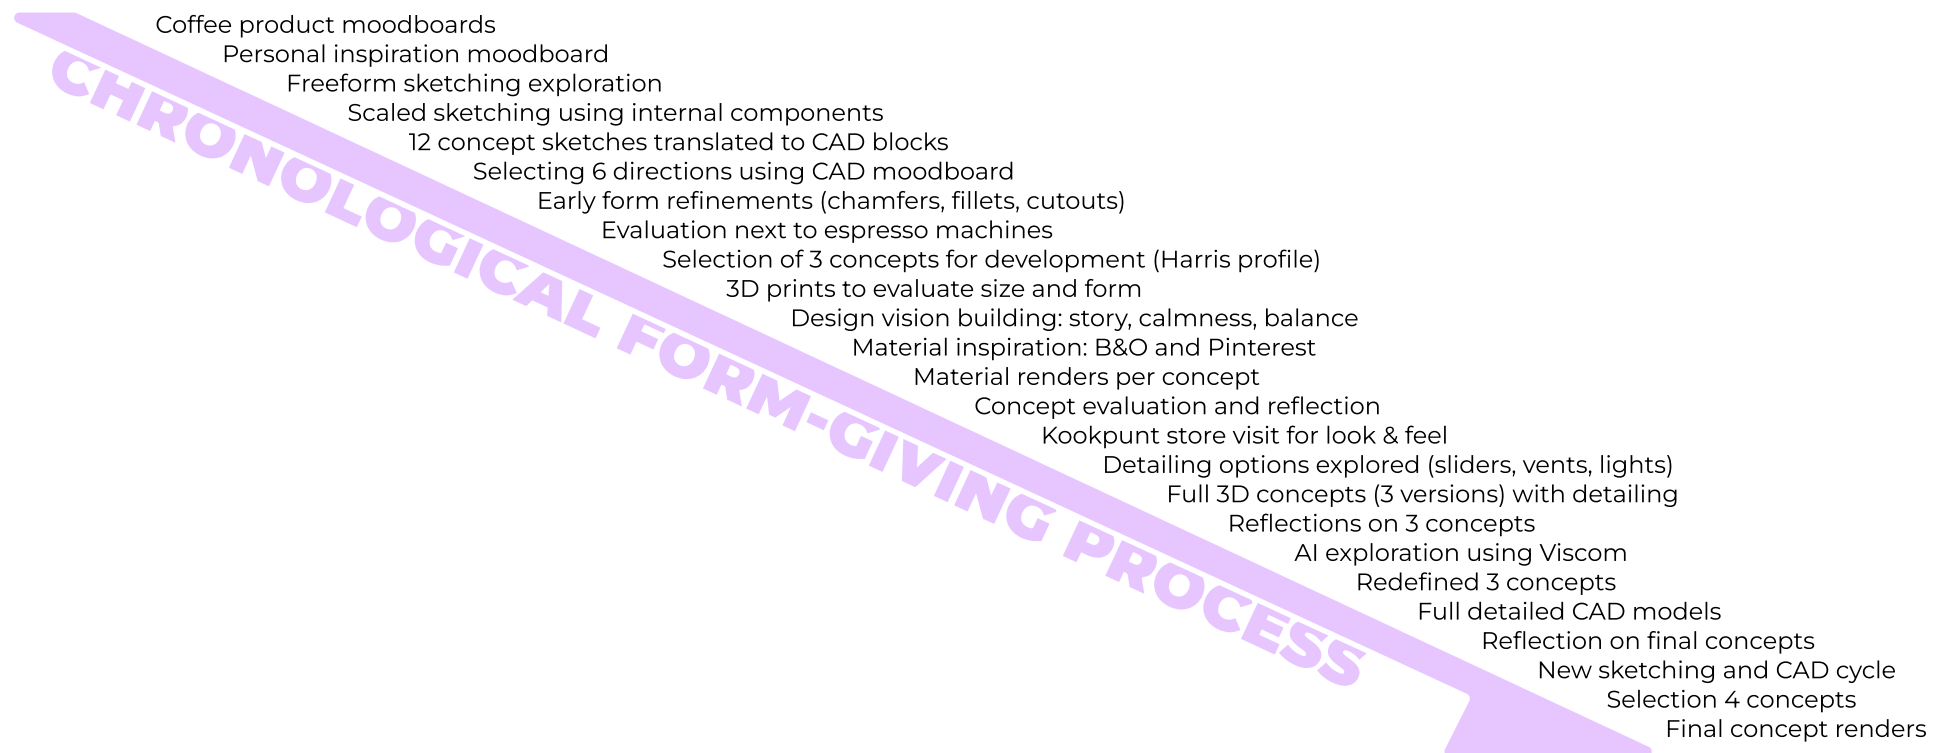 Coffee product moodboards
Personal inspiration moodboard
Freeform sketching exploration
Scaled sketching using internal components
12 concept sketches translated to CAD blocks
Selecting 6 directions using CAD moodboard
Early form refinements (chamfers, fillets, cutouts)
Evaluation next to espresso machines
Selection of 3 concepts for development (Harris profile)
3D prints to evaluate size and form
Design vision building: story, calmness, balance
Material inspiration: B&O and Pinterest
Material renders per concept
Concept evaluation and reflection
Kookpunt store visit for look & feel
Detailing options explored (sliders, vents, lights)
Full 3D concepts (3 versions) with detailing
Reflections on 3 concepts
AI exploration using Viscom
Redefined 3 concepts
Full detailed CAD models
Reflection on final concepts
New sketching and CAD cycle
Selection 4 concepts
Final concept renders
CHRONOLOGICAL FORM-GIVING PROCESS